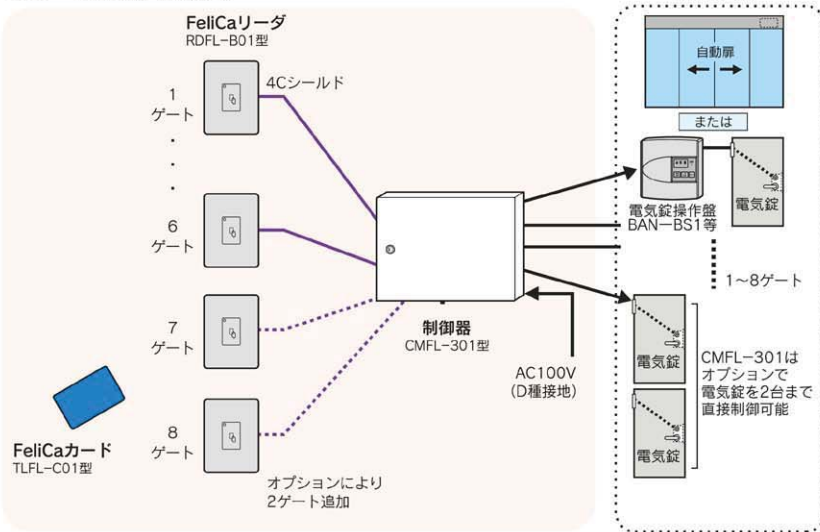 FeliCaリーダ
RDFL-B01型
4Cシールド
1
ゲート
・
・
・
6
ゲート
7
ゲート
8
ゲート
オプションにより
2ゲート追加
FeliCaカード
TLFL-C01型
制御器
CMFL-301型
AC100V
(D種接地)
自動扉
または
電気錠操作盤
BAN-BS1等
電気錠
1〜8ゲート
電気錠
電気錠
CMFL-301は
オプションで
電気錠を2台まで
直接制御可能